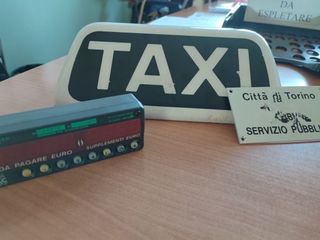 DA
ESPLETARE
TAXI
Città di Torino
SERVIZIO PUBBLI
DA PAGARE EURO
SUPPLEMENTI EURO